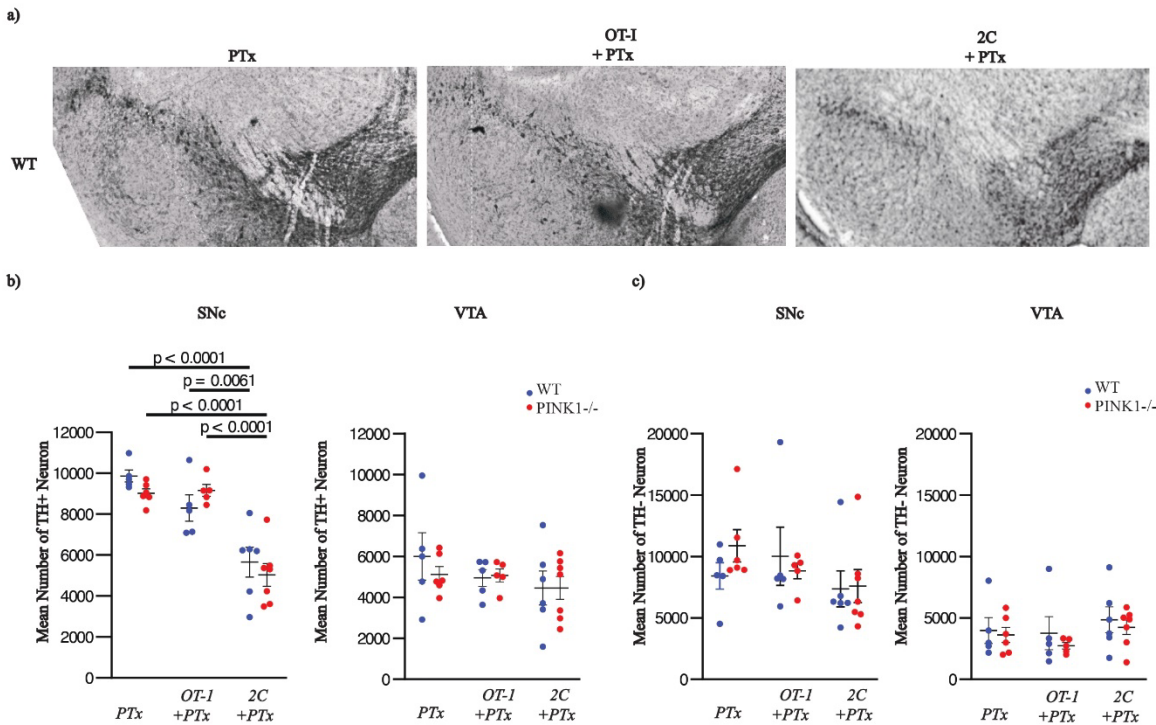 a)
PTx
OT-I
+ PTx
2C
+ PTx
WT
b)
SNc
p < 0.0001
p = 0.0061
p < 0.0001
p < 0.0001
Mean Number of TH+ Neuron
12000
10000
8000
6000
4000
2000
0
PTx
OT-1
+PTx
2C
+PTx
VTA
WT
PINK1-/-
Mean Number of TH+ Neuron
12000
10000
8000
6000
4000
2000
0
PTx
OT-1
+PTx
2C
+PTx
c)
SNc
Mean Number of TH- Neuron
20000
15000
10000
5000
0
PTx
OT-1
+PTx
2C
+PTx
VTA
WT
PINK1-/-
Mean Number of TH- Neuron
20000
15000
10000
5000
0
PTx
OT-1
+PTx
2C
+PTx